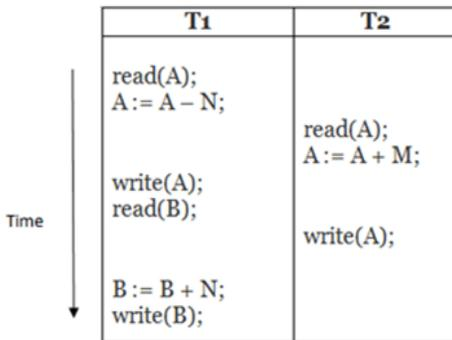 T1 T2
read(A);
A := A – N;
read(A);
A := A + M;
write(A);
read(B);
Time
write(A);
B := B + N;
write(B);